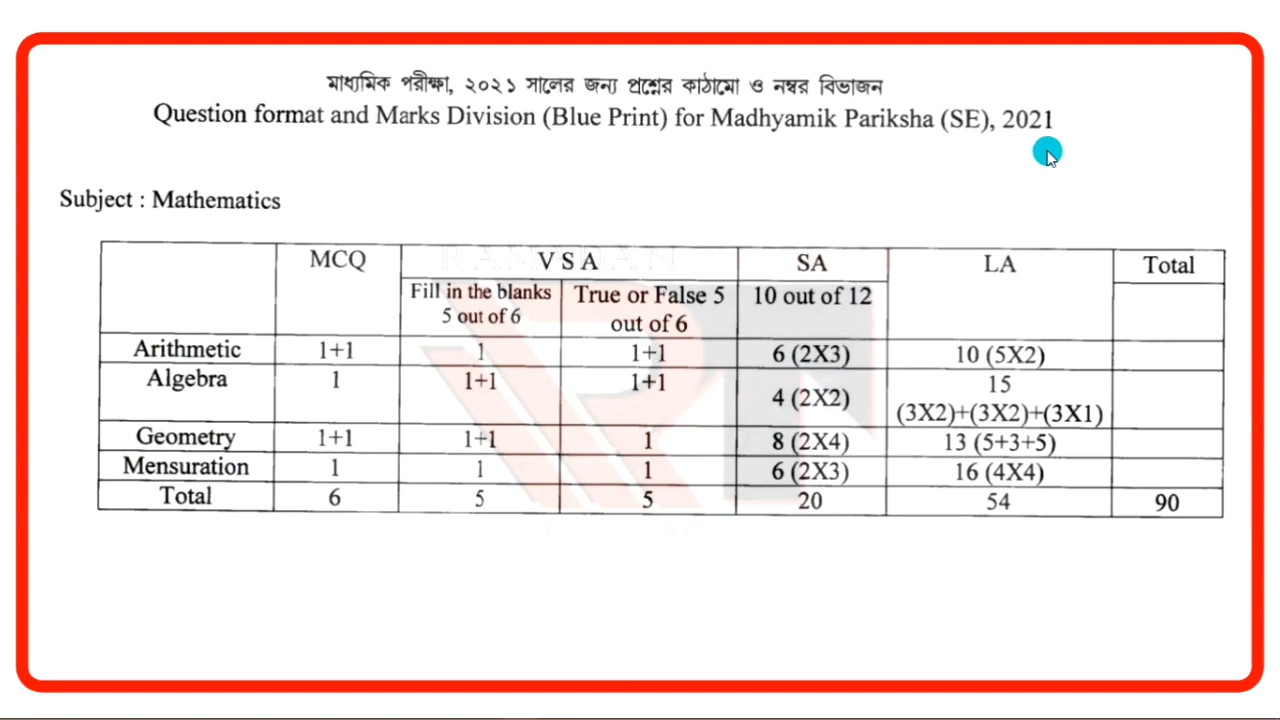 মাধ্যমিক পরীক্ষা, ২০২১ সালের জন্য প্রশ্নের কাঠামো ও নম্বর বিভাজন
Question format and Marks Division (Blue Print) for Madhyamik Pariksha (SE), 2021
Subject : Mathematics
MCQ V S A SA LA Total
Fill in the blanks 5 out of 6 True or False 5 out of 6 10 out of 12
Arithmetic 1+1 1 1+1 6 (2X3) 10 (5X2)
Algebra 1 1+1 1+1 4 (2X2) 15 (3X2)+(3X2)+(3X1)
Geometry 1+1 1+1 1 8 (2X4) 13 (5+3+5)
Mensuration 1 1 1 6 (2X3) 16 (4X4)
Total 6 5 5 20 54 90